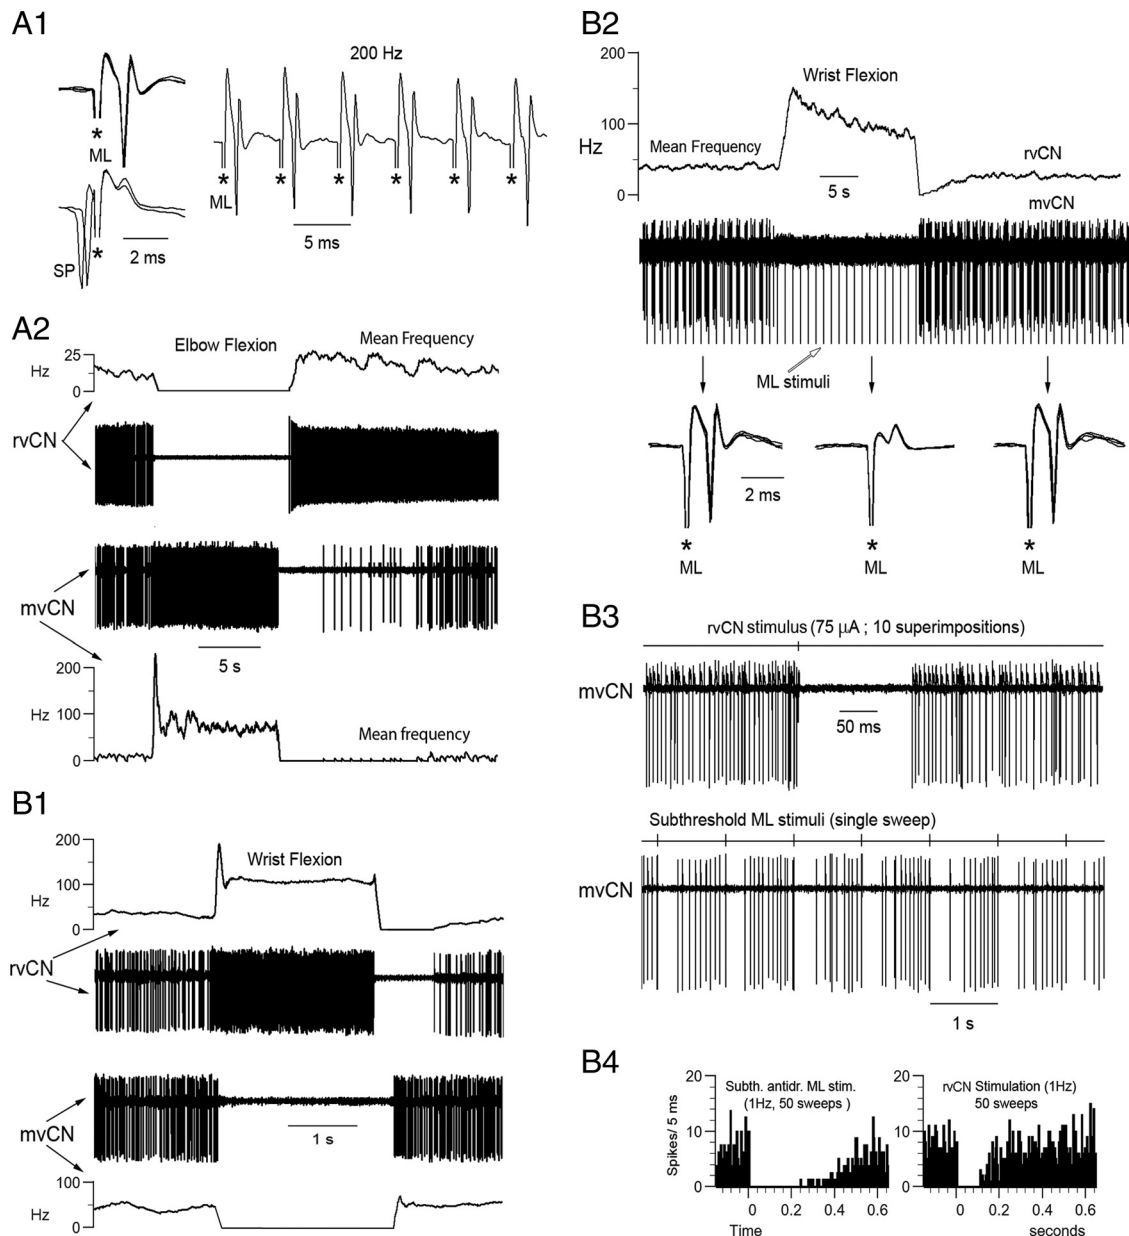 A1
200 Hz
*
ML
* * * * * *
ML
5 ms
*
2 ms
SP
A2
Elbow Flexion
Mean Frequency
25
Hz
0
rvCN
mvCN
5 s
200
Hz
100
0
Mean frequency
B1
200
Wrist Flexion
100
Hz
0
rvCN
mvCN
1 s
100
Hz
0
B2
200
Wrist Flexion
Hz
100
Mean Frequency
rvCN
5 s
0
mvCN
ML stimuli
2 ms
* * *
ML ML ML
B3
rvCN stimulus (75 µA ; 10 superimpositions)
mvCN
50 ms
Subthreshold ML stimuli (single sweep)
mvCN
1 s
B4
20
Subth. antidr. ML stim.
(1Hz, 50 sweeps )
Spikes/ 5 ms
10
0
0 0.2 0.4 0.6
Time
20
rvCN Stimulation (1Hz)
50 sweeps
10
0
0 0.2 0.4 0.6
seconds